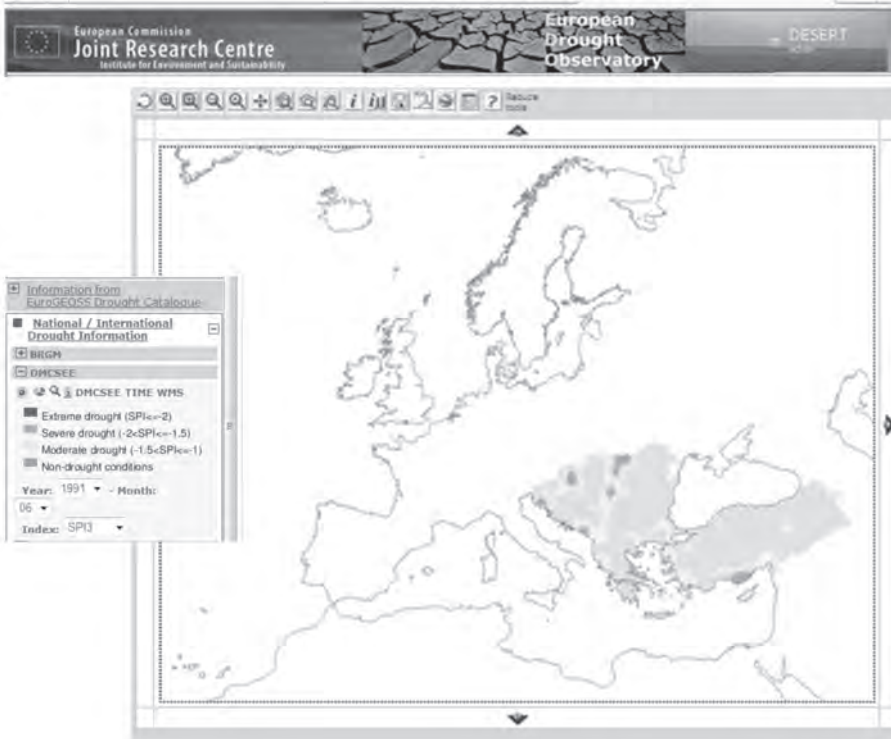 European Commission
Joint Research Centre
Institute for Environment and Sustainability
European
Drought
Observatory
DESERT
i
?
Reduce
tools
Information from
EuroGEOSS Drought Catalogue
National / International
Drought Information
BRGM
DMCSEE
DMCSEE TIME WMS
Extreme drought (SPI<=-2)
Severe drought (-2<SPI<=-1.5)
Moderate drought (-1.5<SPI<=-1)
Non-drought conditions
Year: 1991 - Month:
06
Index: SPI3